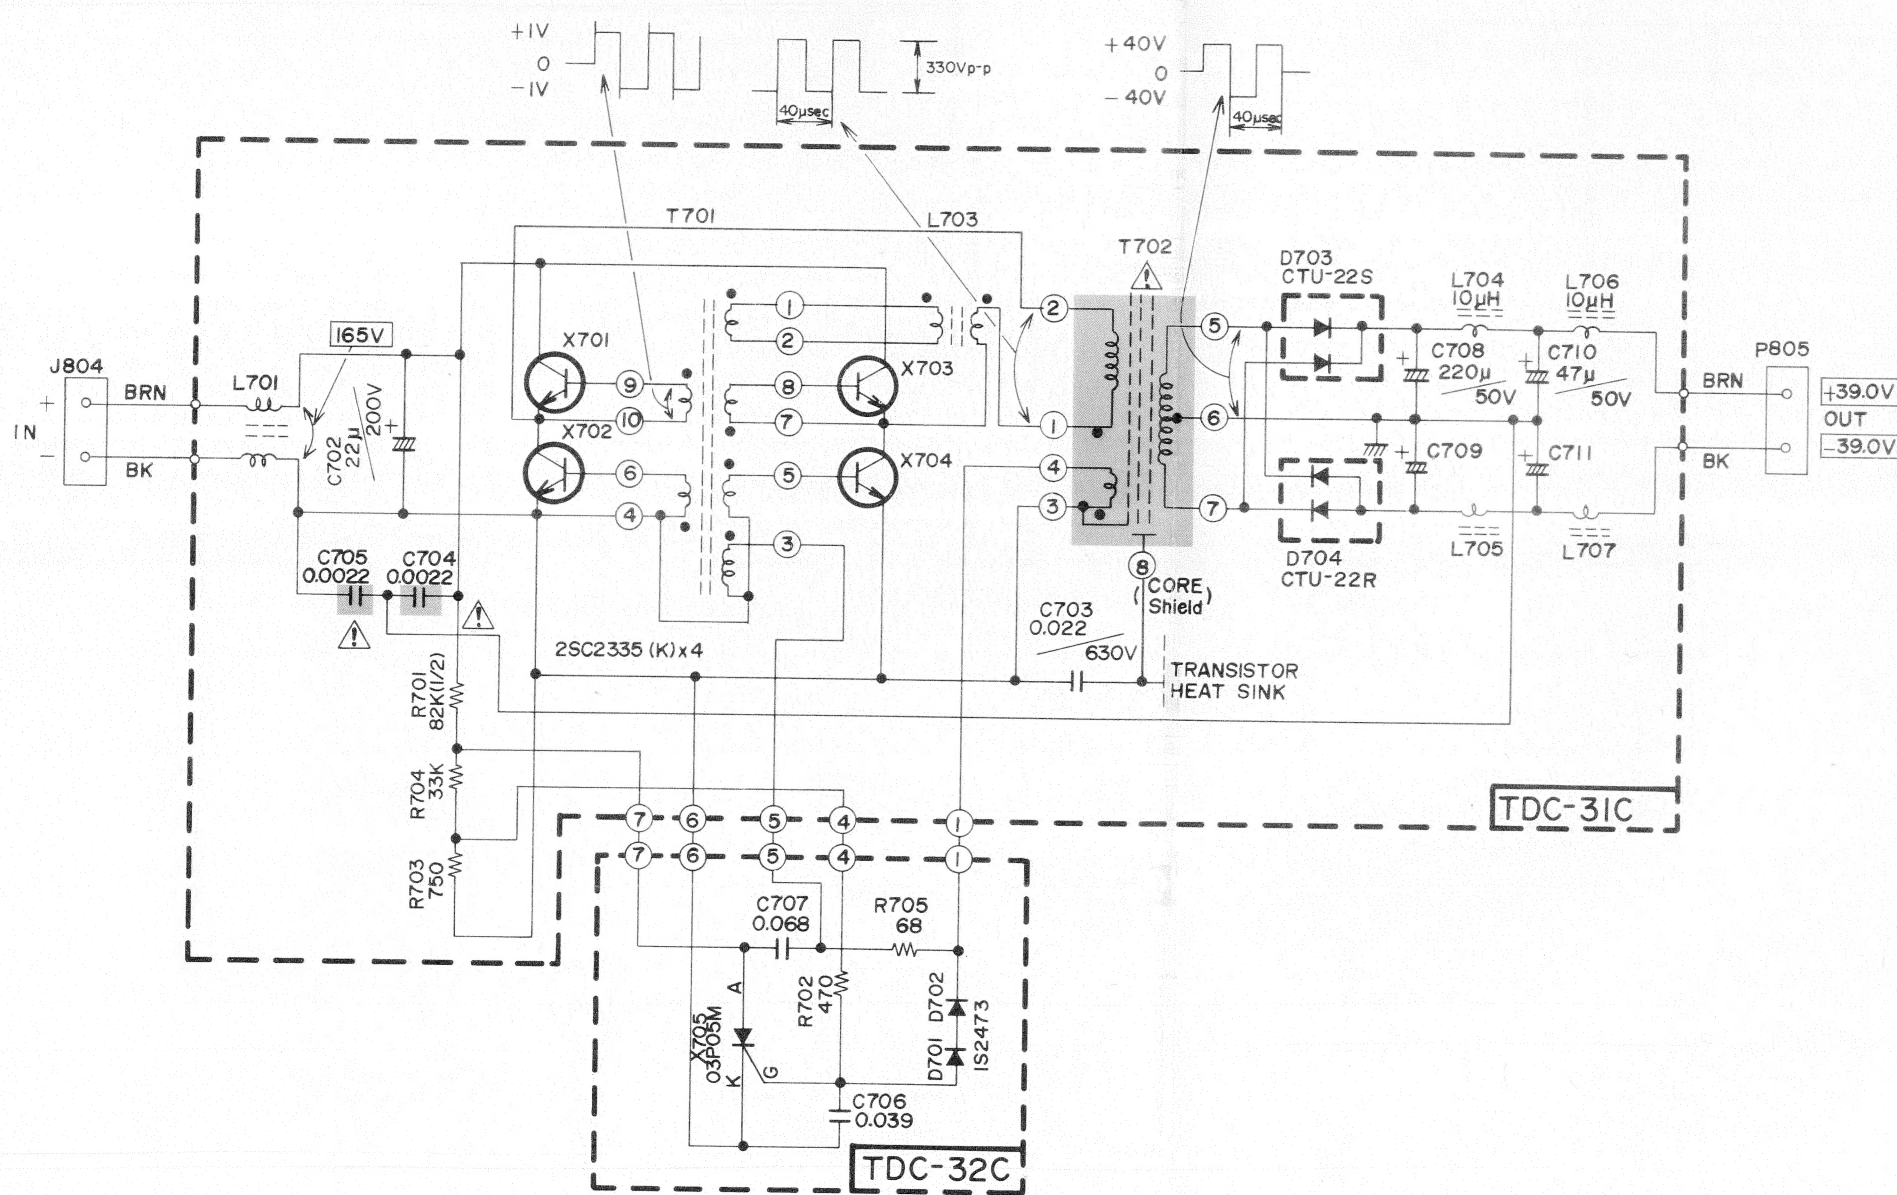 +1V
0
-1V
330Vp-p
40µsec
+40V
0
-40V
40µsec
T701
L703
T702
D703
CTU-22S
L704
10µH
L706
10µH
165V
J804
BRN
L701
+
IN
-
BK
C702
22µ
200V
+
X701
X702
X703
X704
1
2
9
8
10
7
6
5
4
3
2
1
4
3
5
6
7
8
(CORE)
Shield
+
C708
220µ
50V
+
C710
47µ
50V
+
C709
+
C711
P805
BRN
+39.0V
OUT
-39.0V
BK
D704
CTU-22R
L705
L707
C705
0.0022
C704
0.0022
!
!
!
2SC2335(K)x4
C703
0.022
630V
TRANSISTOR
HEAT SINK
R701
82K(1/2)
R704
33K
R703
750
TDC-31C
7
6
5
4
1
7
6
5
4
1
C707
0.068
R705
68
A
R702
470
D702
X705
03P05M
K
G
D701
1S2473
C706
0.039
TDC-32C